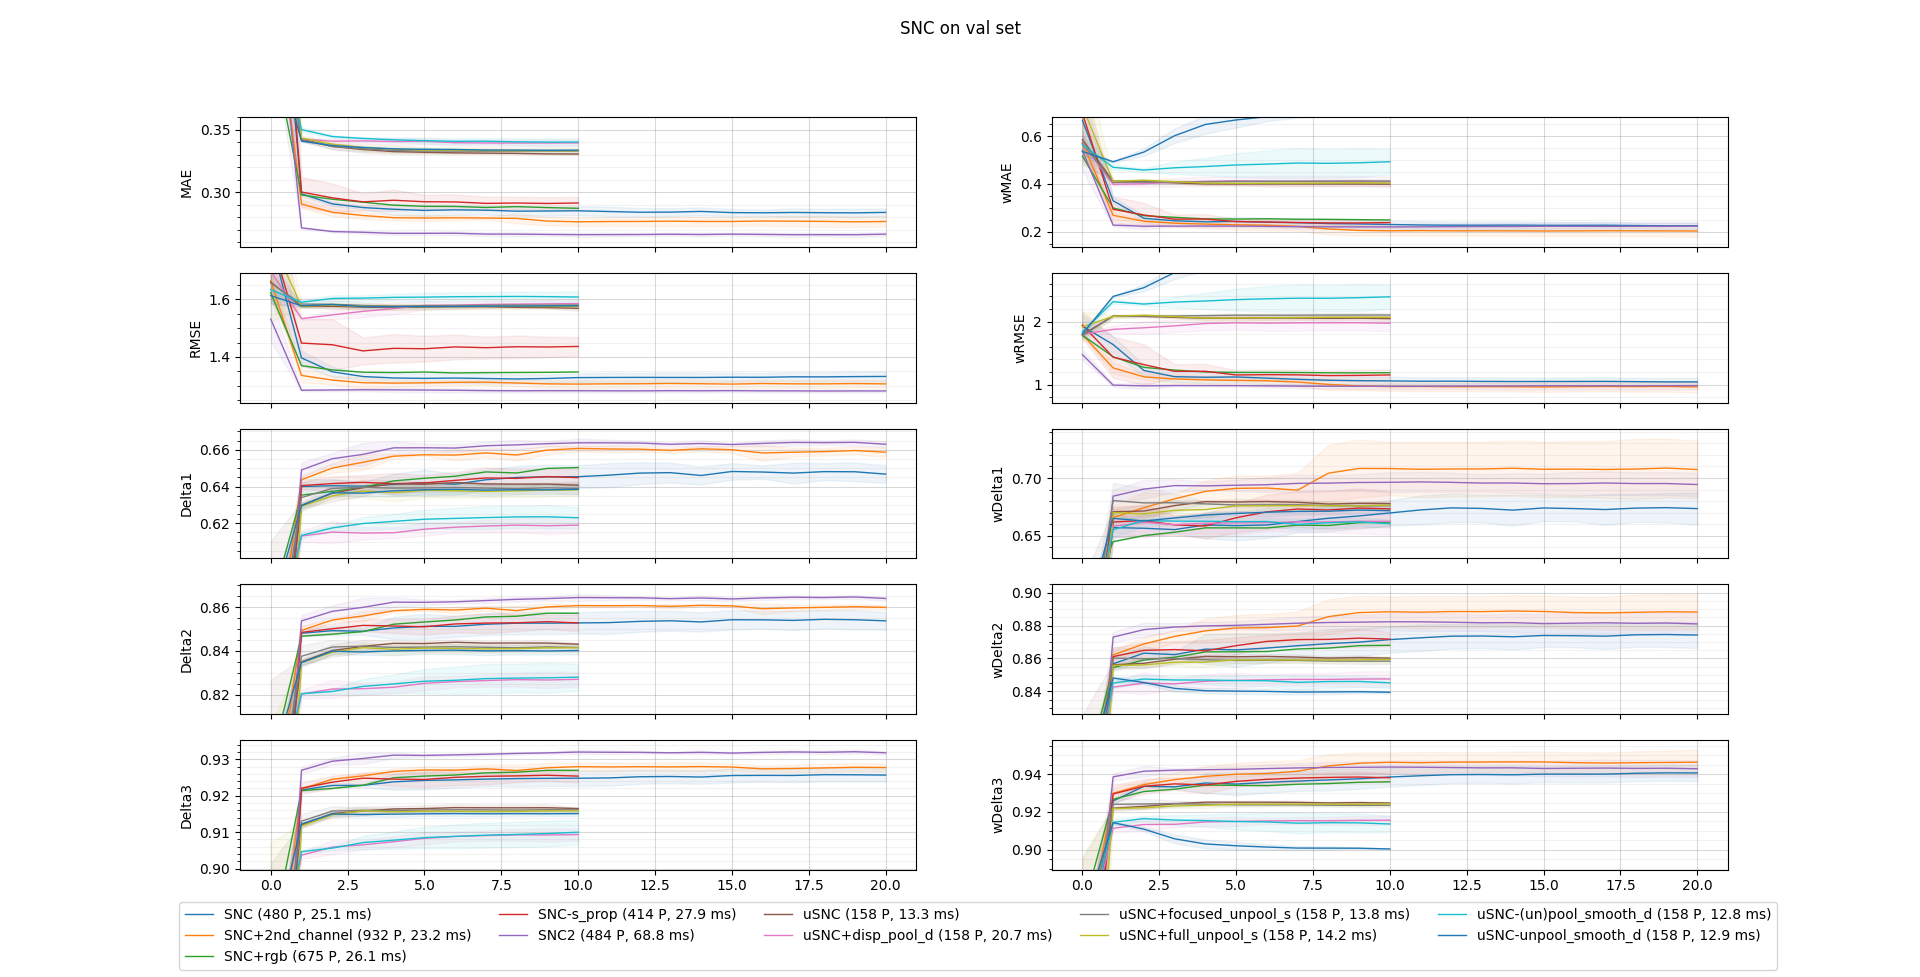 SNC on val set
MAE
0.35
0.30
wMAE
0.6
0.4
0.2
RMSE
1.6
1.4
wRMSE
2
1
Delta1
0.66
0.64
0.62
wDelta1
0.70
0.65
Delta2
0.86
0.84
0.82
wDelta2
0.90
0.88
0.86
0.84
Delta3
0.93
0.92
0.91
0.90
wDelta3
0.94
0.92
0.90
0.0 2.5 5.0 7.5 10.0 12.5 15.0 17.5 20.0
0.0 2.5 5.0 7.5 10.0 12.5 15.0 17.5 20.0
SNC (480 P, 25.1 ms)
SNC+2nd_channel (932 P, 23.2 ms)
SNC+rgb (675 P, 26.1 ms)
SNC-s_prop (414 P, 27.9 ms)
SNC2 (484 P, 68.8 ms)
uSNC (158 P, 13.3 ms)
uSNC+disp_pool_d (158 P, 20.7 ms)
uSNC+focused_unpool_s (158 P, 13.8 ms)
uSNC+full_unpool_s (158 P, 14.2 ms)
uSNC-(un)pool_smooth_d (158 P, 12.8 ms)
uSNC-unpool_smooth_d (158 P, 12.9 ms)